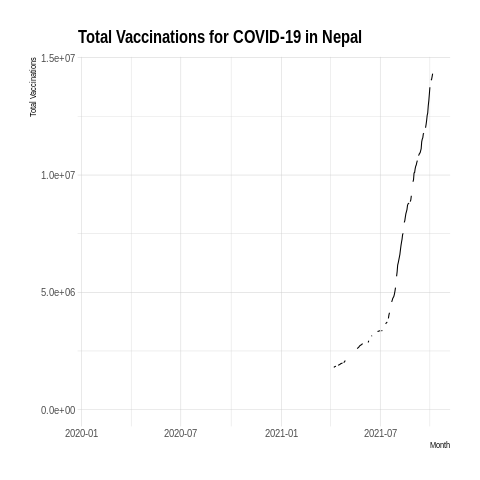 Total Vaccinations for COVID-19 in Nepal
Total Vaccinations
1.5e+07
1.0e+07
5.0e+06
0.0e+00
2020-01 2020-07 2021-01 2021-07
Month